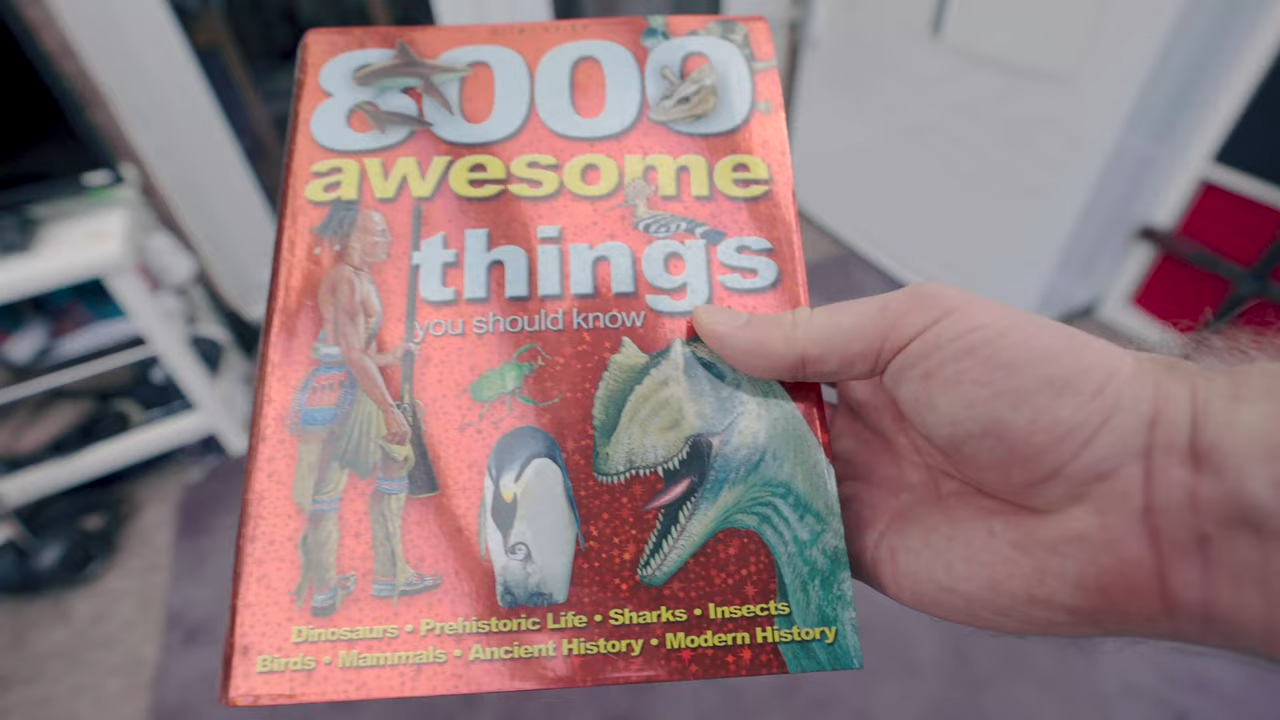 8000
awesome
things
you should know
Dinosaurs • Prehistoric Life • Sharks • Insects
Birds • Mammals • Ancient History • Modern History